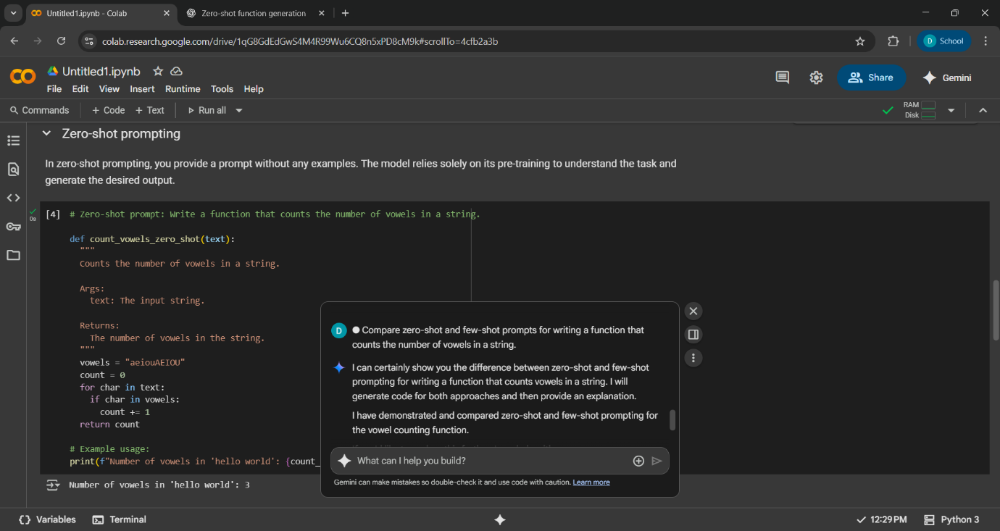 Untitled1.ipynb - Colab
Zero-shot function generation
colab.research.google.com/drive/1qG8GdEdGwS4M4R99Wu6CQ8n5xPD8cM9k#scrollTo=4cfb2a3b
D School
CO Untitled1.ipynb
File Edit View Insert Runtime Tools Help
Share
Gemini
Commands + Code + Text Run all
RAM
Disk
Zero-shot prompting
In zero-shot prompting, you provide a prompt without any examples. The model relies solely on its pre-training to understand the task and
generate the desired output.
0s
[4] # Zero-shot prompt: Write a function that counts the number of vowels in a string.
def count_vowels_zero_shot(text):
"""
Counts the number of vowels in a string.
Args:
text: The input string.
Returns:
The number of vowels in the string.
"""
vowels = "aeiouAEIOU"
count = 0
for char in text:
if char in vowels:
count += 1
return count
# Example usage:
print(f"Number of vowels in 'hello world': {count_
Number of vowels in 'hello world': 3
D Compare zero-shot and few-shot prompts for writing a function that
counts the number of vowels in a string.
I can certainly show you the difference between zero-shot and few-shot
prompting for writing a function that counts vowels in a string. I will
generate code for both approaches and then provide an explanation.
I have demonstrated and compared zero-shot and few-shot prompting for
the vowel counting function.
What can I help you build?
Gemini can make mistakes so double-check it and use code with caution. Learn more
{} Variables Terminal
12:29 PM Python 3